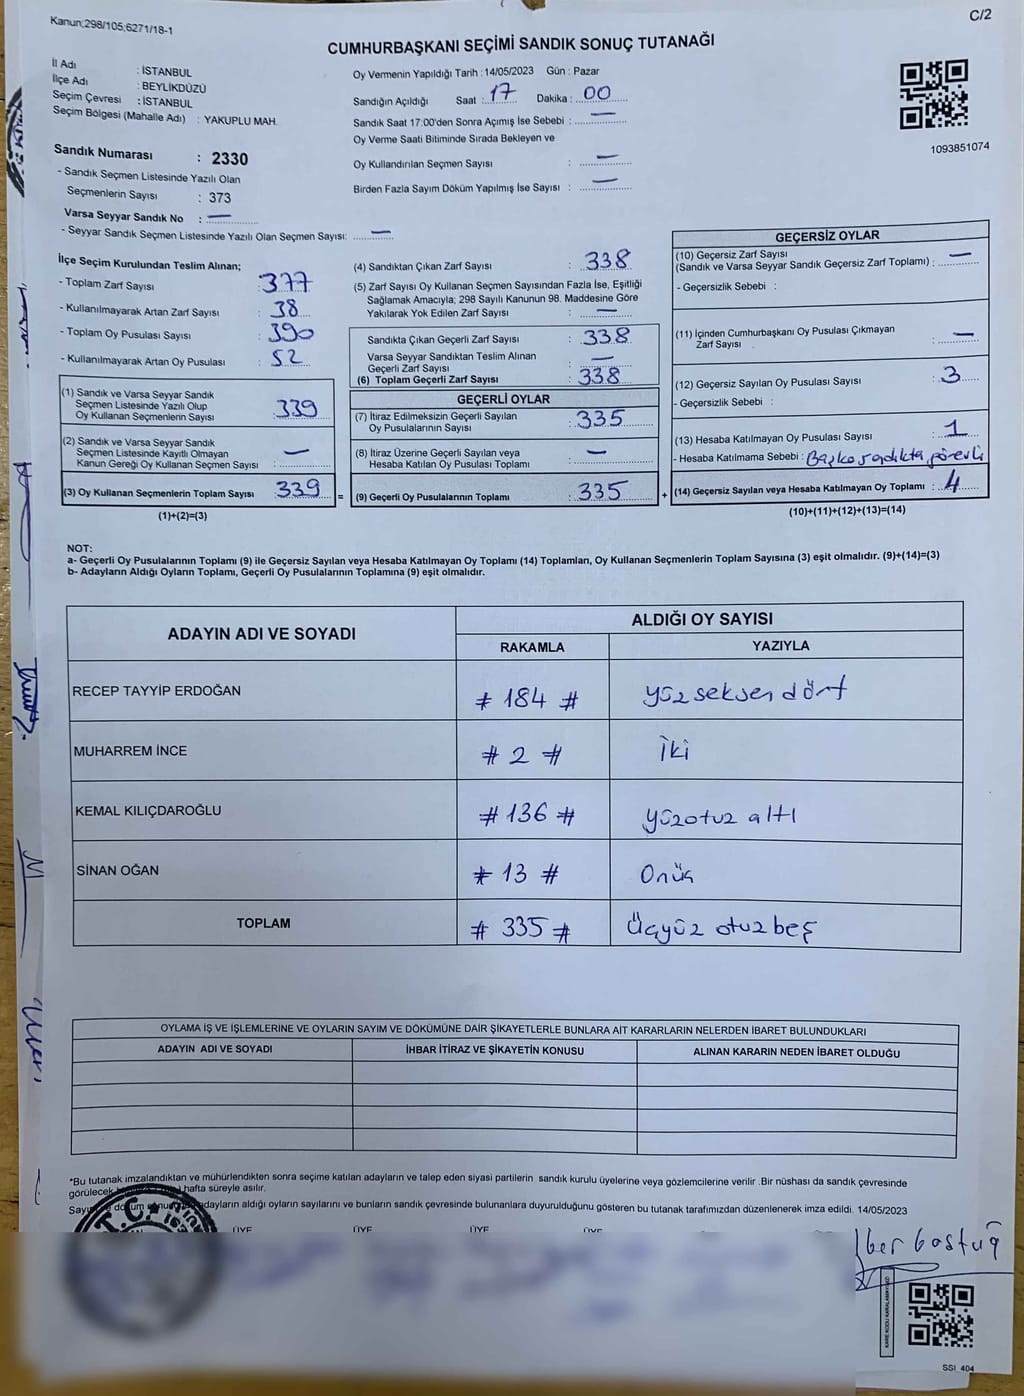 Kanun:298/105;6271/18-1
C/2
CUMHURBAŞKANI SEÇİMİ SANDIK SONUÇ TUTANAĞI
İl Adı : İSTANBUL
İlçe Adı : BEYLİKDÜZÜ
Seçim Çevresi : İSTANBUL
Seçim Bölgesi (Mahalle Adı) : YAKUPLU MAH.
Sandık Numarası : 2330
- Sandık Seçmen Listesinde Yazılı Olan
Seçmenlerin Sayısı : 373
Varsa Seyyar Sandık No : —
- Seyyar Sandık Seçmen Listesinde Yazılı Olan Seçmen Sayısı: —
Oy Vermenin Yapıldığı Tarih : 14/05/2023 Gün : Pazar
Sandığın Açıldığı Saat : 17 Dakika : 00
Sandık Saat 17:00'den Sonra Açımış İse Sebebi : —
Oy Verme Saati Bitiminde Sırada Bekleyen ve
Oy Kullandırılan Seçmen Sayısı : —
Birden Fazla Sayım Döküm Yapılmış İse Sayısı : —
1093851074
İlçe Seçim Kurulundan Teslim Alınan;
- Toplam Zarf Sayısı : 377
- Kullanılmayarak Artan Zarf Sayısı : 38
- Toplam Oy Pusulası Sayısı : 390
- Kullanılmayarak Artan Oy Pusulası : 52
(1) Sandık ve Varsa Seyyar Sandık
Seçmen Listesinde Yazılı Olup
Oy Kullanan Seçmenlerin Sayısı : 339
(2) Sandık ve Varsa Seyyar Sandık
Seçmen Listesinde Kayıtlı Olmayan
Kanun Gereği Oy Kullanan Seçmen Sayısı : —
(3) Oy Kullanan Seçmenlerin Toplam Sayısı : 339
(1)+(2)=(3)
(4) Sandıktan Çıkan Zarf Sayısı : 338
(5) Zarf Sayısı Oy Kullanan Seçmen Sayısından Fazla İse, Eşitliği
Sağlamak Amacıyla; 298 Sayılı Kanunun 98. Maddesine Göre
Yakılarak Yok Edilen Zarf Sayısı : —
Sandıkta Çıkan Geçerli Zarf Sayısı : 338
Varsa Seyyar Sandıktan Teslim Alınan
Geçerli Zarf Sayısı : —
(6) Toplam Geçerli Zarf Sayısı : 338
GEÇERLİ OYLAR
(7) İtiraz Edilmeksizin Geçerli Sayılan
Oy Pusulalarının Sayısı : 335
(8) İtiraz Üzerine Geçerli Sayılan veya
Hesaba Katılan Oy Pusulası Toplamı : —
= (9) Geçerli Oy Pusulalarının Toplamı : 335 +
GEÇERSİZ OYLAR
(10) Geçersiz Zarf Sayısı
(Sandık ve Varsa Seyyar Sandık Geçersiz Zarf Toplamı) : —
- Geçersizlik Sebebi :
(11) İçinden Cumhurbaşkanı Oy Pusulası Çıkmayan
Zarf Sayısı : —
(12) Geçersiz Sayılan Oy Pusulası Sayısı : 3
- Geçersizlik Sebebi :
(13) Hesaba Katılmayan Oy Pusulası Sayısı : 1
- Hesaba Katılmama Sebebi : Başka sandıkta görevli
(14) Geçersiz Sayılan veya Hesaba Katılmayan Oy Toplamı : 4
(10)+(11)+(12)+(13)=(14)
NOT:
a- Geçerli Oy Pusulalarının Toplamı (9) ile Geçersiz Sayılan veya Hesaba Katılmayan Oy Toplamı (14) Toplamları, Oy Kullanan Seçmenlerin Toplam Sayısına (3) eşit olmalıdır. (9)+(14)=(3)
b- Adayların Aldığı Oyların Toplamı, Geçerli Oy Pusulalarının Toplamına (9) eşit olmalıdır.
ADAYIN ADI VE SOYADI ALDIĞI OY SAYISI
RAKAMLA YAZIYLA
RECEP TAYYİP ERDOĞAN # 184 # yüz seksen dört
MUHARREM İNCE # 2 # iki
KEMAL KILIÇDAROĞLU # 136 # yüzotuz altı
SİNAN OĞAN # 13 # Onüç
TOPLAM # 335 # Üçyüz otuz beş
OYLAMA İŞ VE İŞLEMLERİNE VE OYLARIN SAYIM VE DÖKÜMÜNE DAİR ŞİKAYETLERLE BUNLARA AİT KARARLARIN NELERDEN İBARET BULUNDUKLARI
ADAYIN ADI VE SOYADI İHBAR İTİRAZ VE ŞİKAYETİN KONUSU ALINAN KARARIN NEDEN İBARET OLDUĞU
*Bu tutanak imzalandıktan ve mühürlendikten sonra seçime katılan adayların ve talep eden siyasi partilerin sandık kurulu üyelerine veya gözlemcilerine verilir .Bir nüshası da sandık çevresinde
görülecek hafta süreyle asılır.
adayların aldığı oyların sayılarını ve bunların sandık çevresinde bulunanlara duyurulduğunu gösteren bu tutanak tarafımızdan düzenlenerek imza edildi. 14/05/2023
ÜYE ÜYE ÜYE ÜYE
T.C.
SSI 404